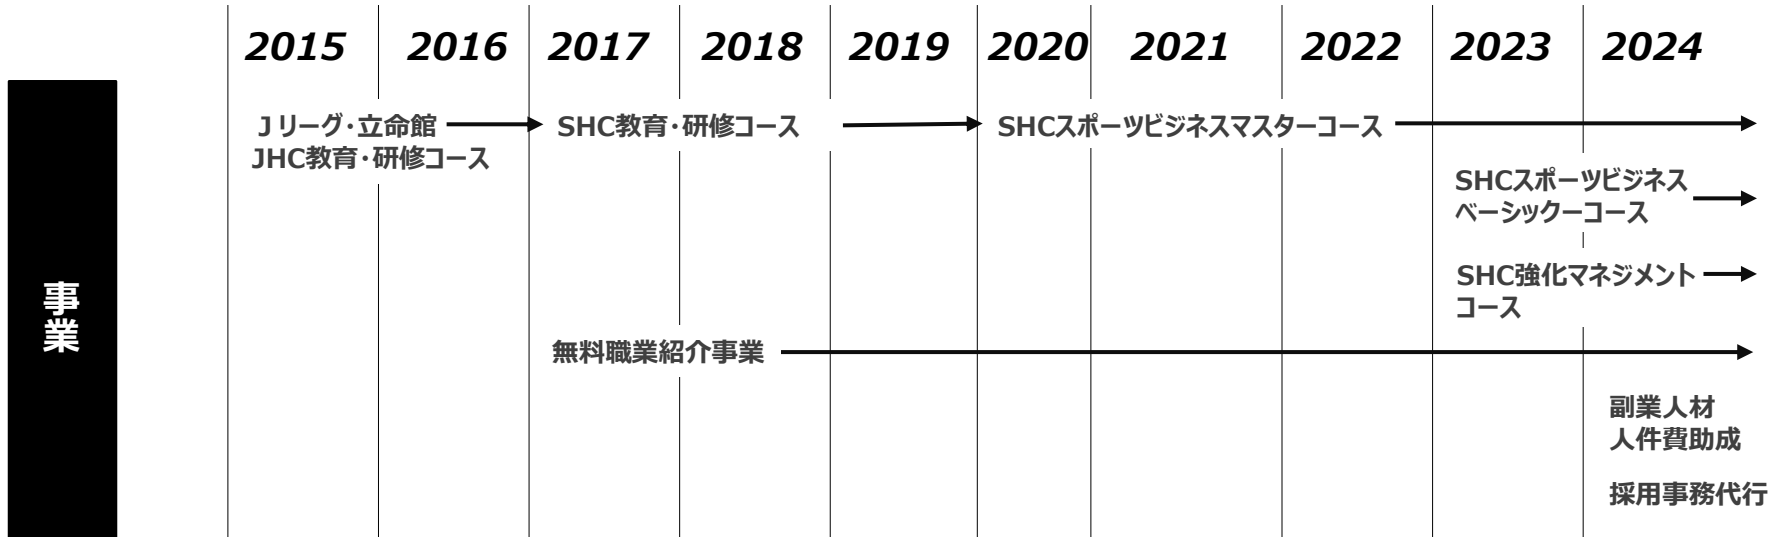 2015 2016 2017 2018 2019 2020 2021 2022 2023 2024
事業
Jリーグ・立命館
JHC教育・研修コース
SHC教育・研修コース
SHCスポーツビジネスマスターコース
SHCスポーツビジネス
ベーシックーコース
SHC強化マネジメント
コース
無料職業紹介事業
副業人材
人件費助成
採用事務代行